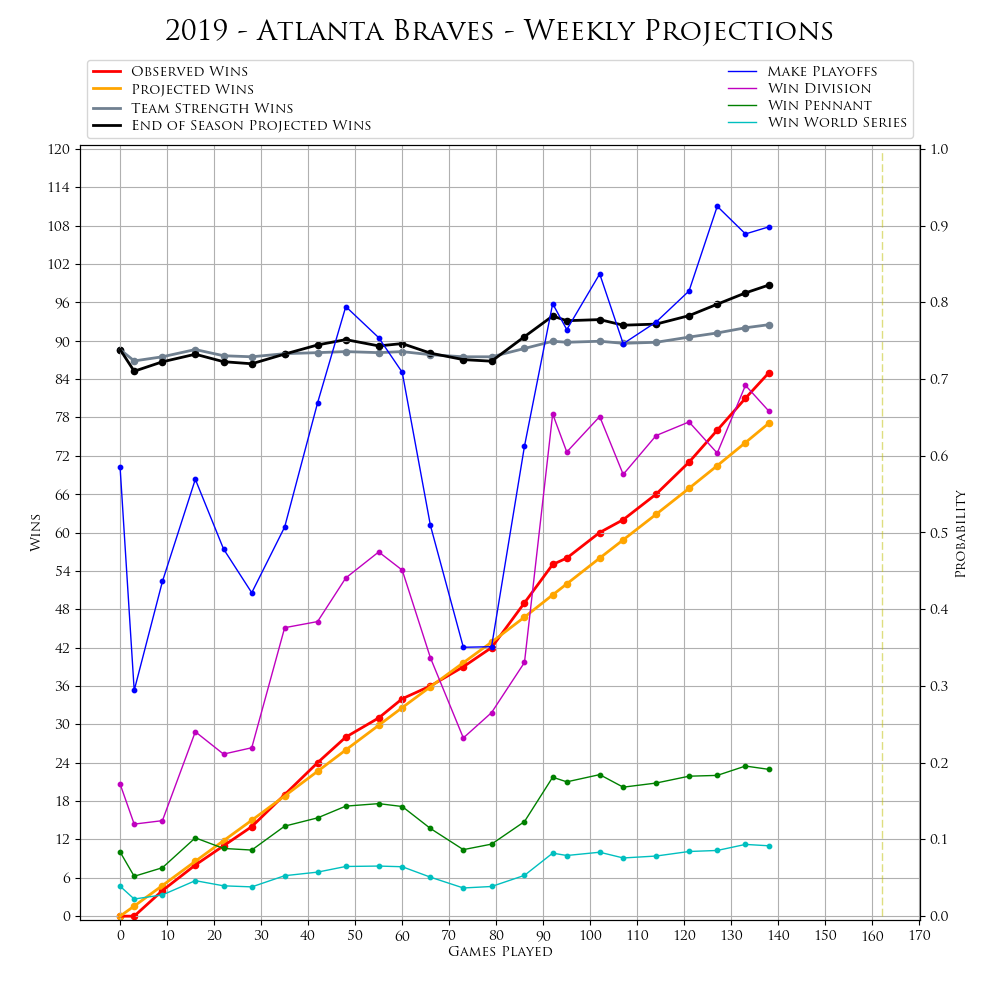 2019 - Atlanta Braves - Weekly Projections
Observed Wins
Projected Wins
Team Strength Wins
End of Season Projected Wins
Make Playoffs
Win Division
Win Pennant
Win World Series
120
114
108
102
96
90
84
78
72
66
60
54
48
42
36
30
24
18
12
6
0
Wins
1.0
0.9
0.8
0.7
0.6
0.5
0.4
0.3
0.2
0.1
0.0
Probability
0 10 20 30 40 50 60 70 80 90 100 110 120 130 140 150 160 170
Games Played